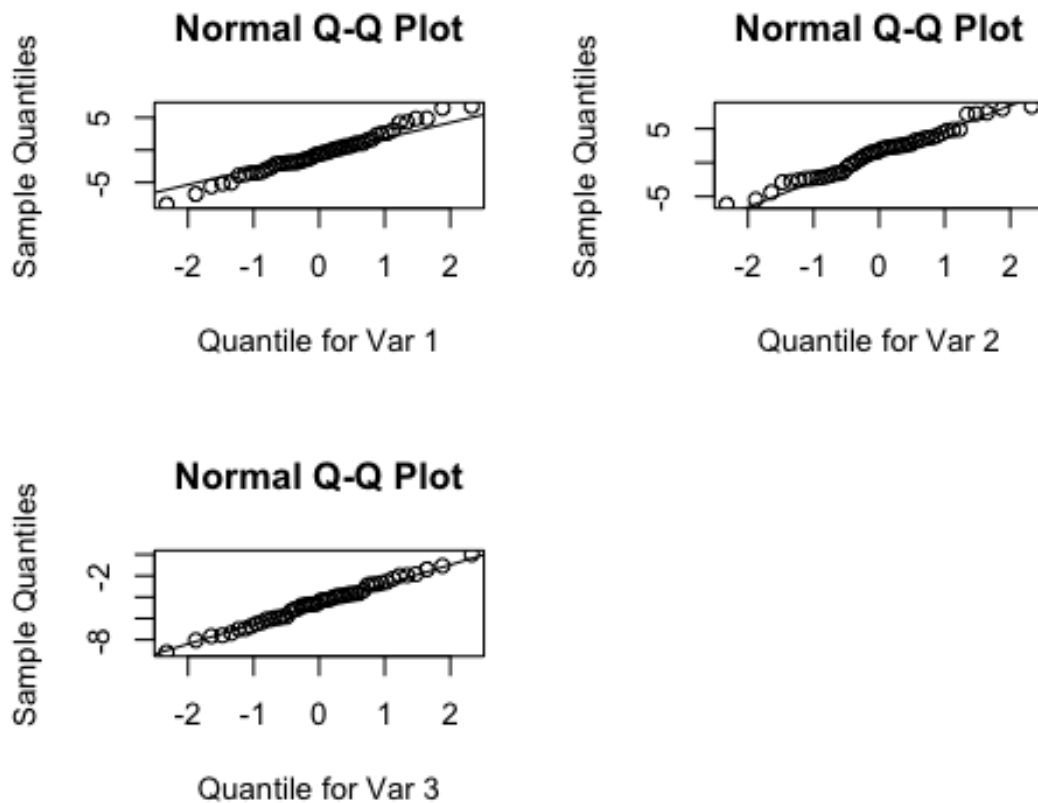 Normal Q-Q Plot
Sample Quantiles
5
-5
-2 -1 0 1 2
Quantile for Var 1
Normal Q-Q Plot
Sample Quantiles
5
-5
-2 -1 0 1 2
Quantile for Var 2
Normal Q-Q Plot
Sample Quantiles
-2
-8
-2 -1 0 1 2
Quantile for Var 3